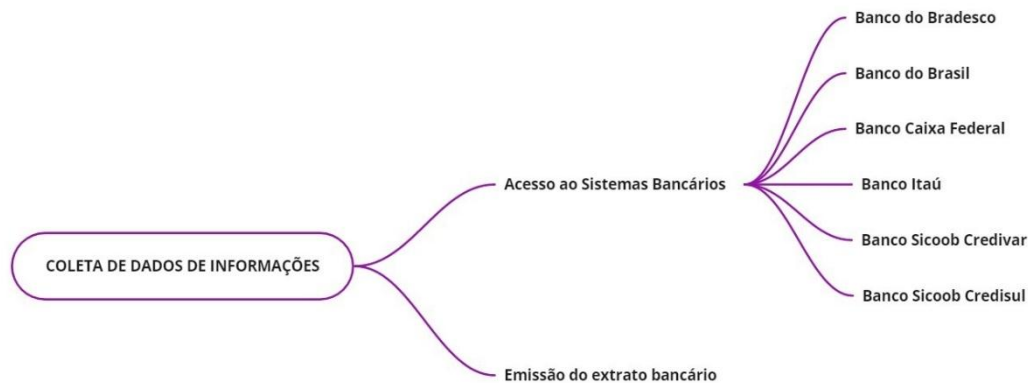 COLETA DE DADOS DE INFORMAÇÕES
Acesso ao Sistemas Bancários
Banco do Bradesco
Banco do Brasil
Banco Caixa Federal
Banco Itaú
Banco Sicoob Credivar
Banco Sicoob Credisul
Emissão do extrato bancário